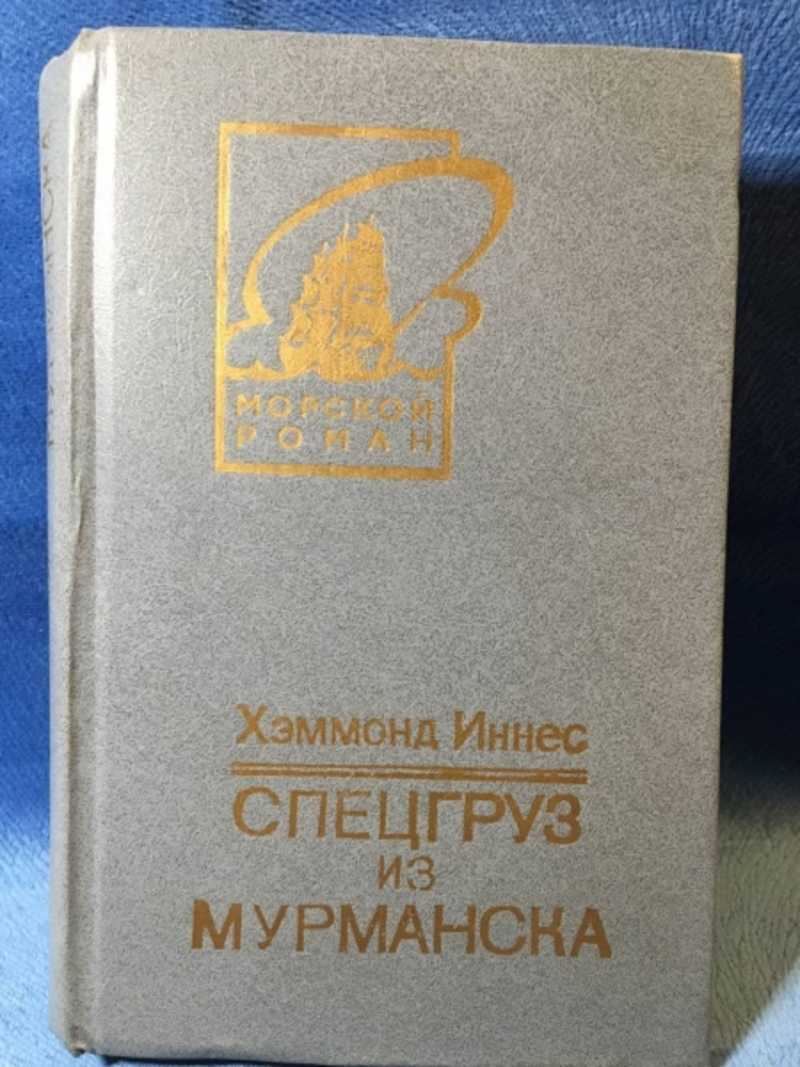 МОРСКОЙ
РОМАН
Хэммонд Иннес
СПЕЦГРУЗ
ИЗ
МУРМАНСКА